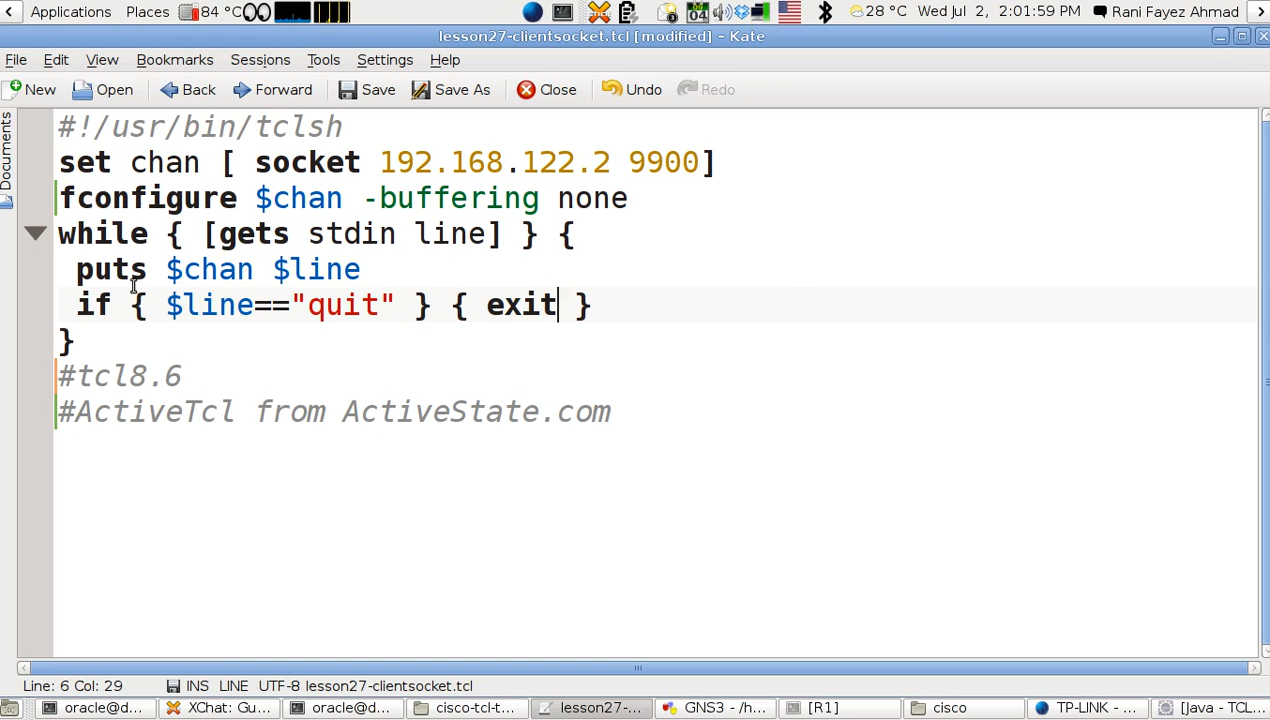 Activities Places 84 °C 04 28 °C Wed Jul 2, 2:01:59 PM Rani Fayez Ahmad
lesson27-clientsocket.tcl [modified] - Kate
File Edit View Bookmarks Sessions Tools Settings Help
New Open Back Forward Save Save As Close Undo Redo
Documents
#!/usr/bin/tclsh
set chan [ socket 192.168.122.2 9900]
fconfigure $chan -buffering none
while { [gets stdin line] } {
puts $chan $line
if { $line=="quit" } { exit }
}
#tcl8.6
#ActiveTcl from ActiveState.com
Line: 6 Col: 29 INS LINE UTF-8 lesson27-clientsocket.tcl
oracle@d... XChat: Gu... oracle@d... cisco-tcl-t... lesson27-... GNS3 - /h... [R1] cisco TP-LINK - ... [Java - TCL...